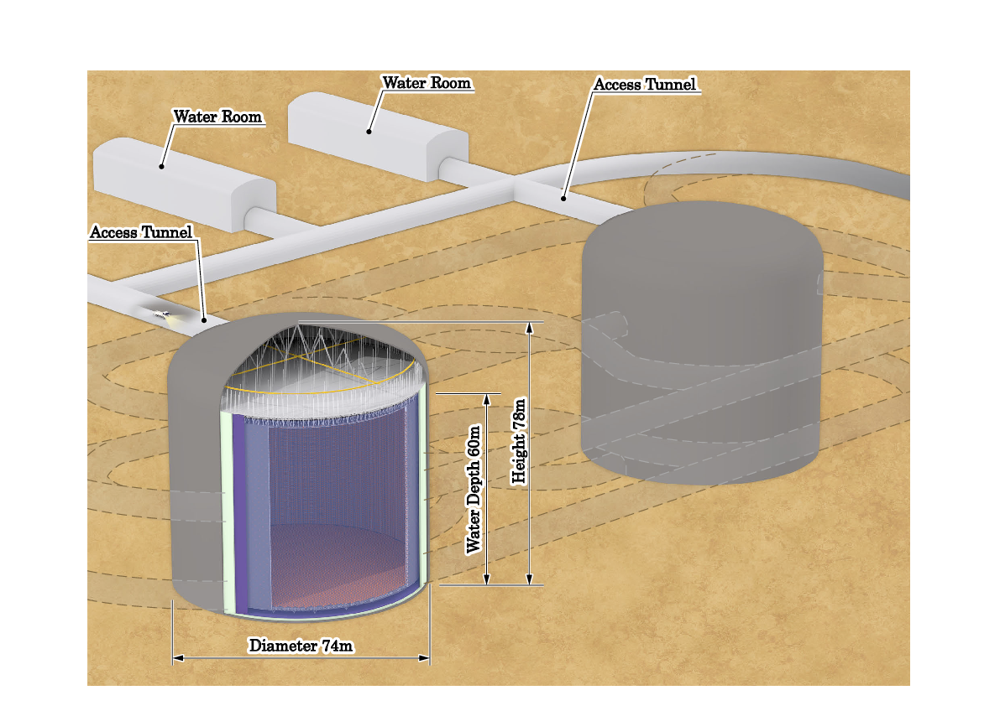 Water Room
Access Tunnel
Water Room
Access Tunnel
Water Depth 60m
Height 78m
Diameter 74m